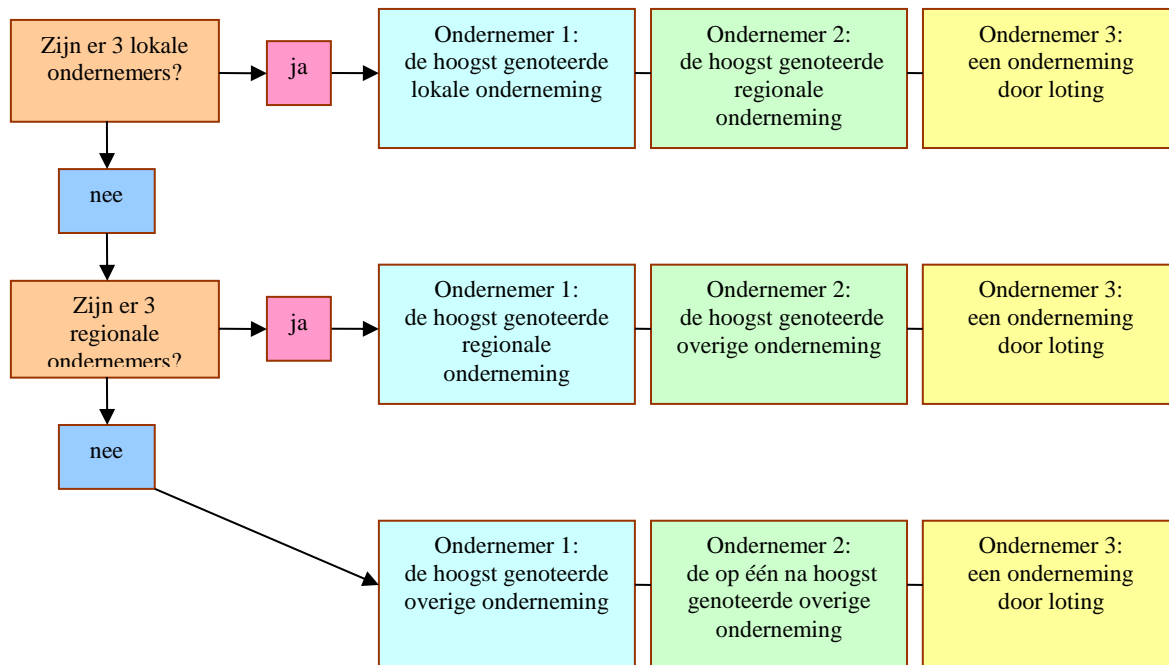 Zijn er 3 lokale
ondernemers?
ja
Ondernemer 1:
de hoogst genoteerde
lokale onderneming
Ondernemer 2:
de hoogst genoteerde
regionale
onderneming
Ondernemer 3:
een onderneming
door loting
nee
Zijn er 3
regionale
ondernemers?
ja
Ondernemer 1:
de hoogst genoteerde
regionale
onderneming
Ondernemer 2:
de hoogst genoteerde
overige onderneming
Ondernemer 3:
een onderneming
door loting
nee
Ondernemer 1:
de hoogst genoteerde
overige onderneming
Ondernemer 2:
de op één na hoogst
genoteerde overige
onderneming
Ondernemer 3:
een onderneming
door loting